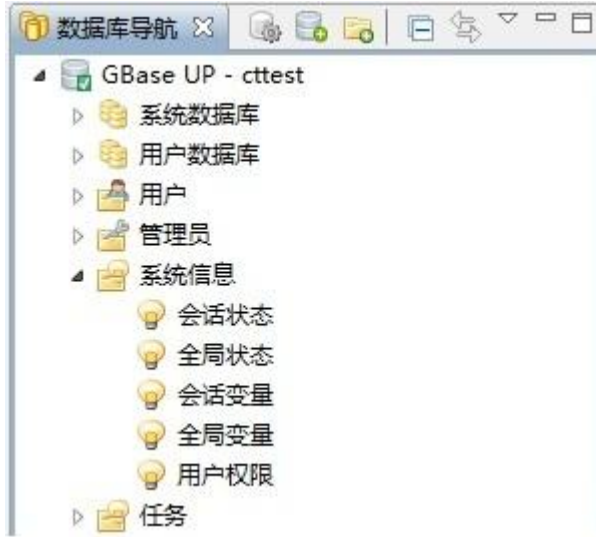 数据库导航
GBase UP - cttest
系统数据库
用户数据库
用户
管理员
系统信息
会话状态
全局状态
会话变量
全局变量
用户权限
任务